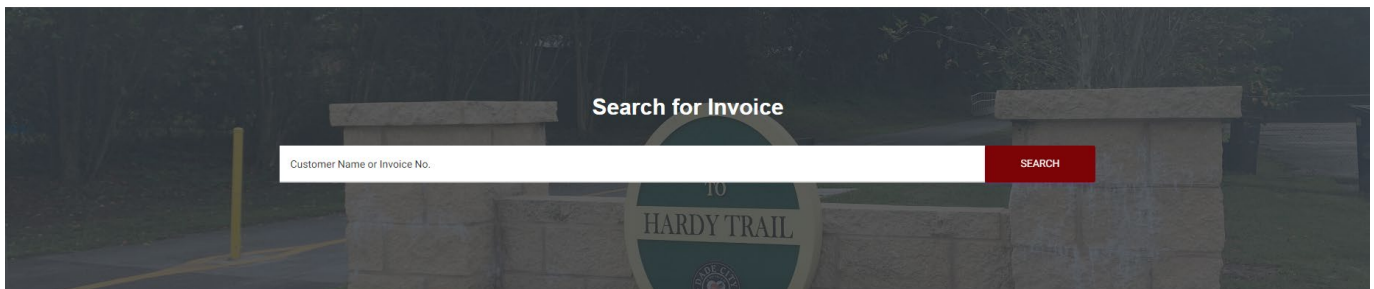 Search for Invoice
Customer Name or Invoice No.
SEARCH
TO
HARDY TRAIL